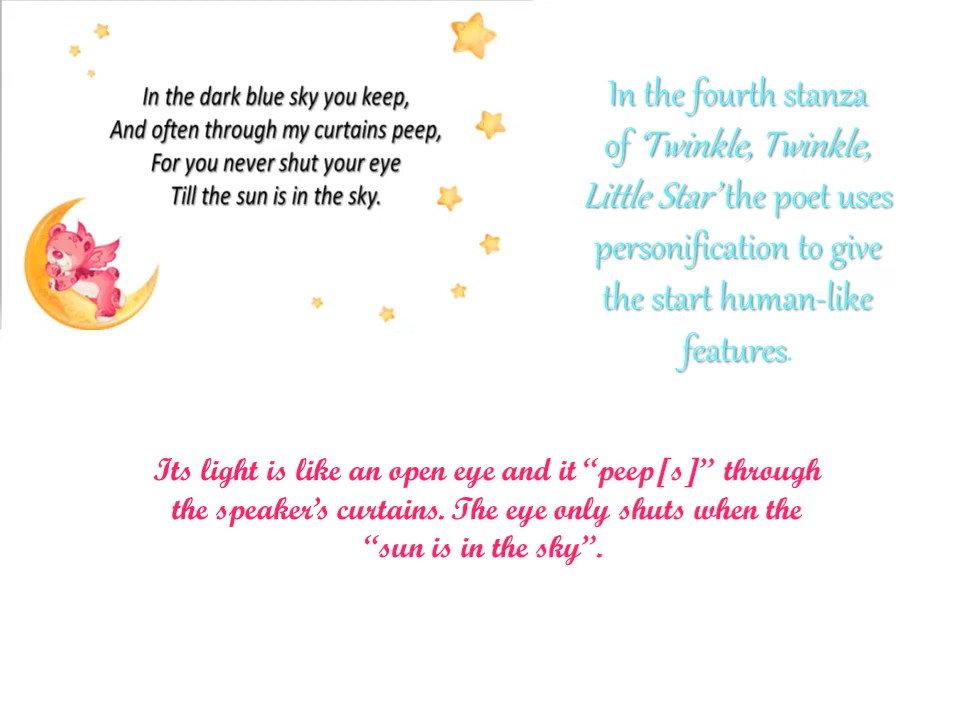 In the dark blue sky you keep,
And often through my curtains peep,
For you never shut your eye
Till the sun is in the sky.
In the fourth stanza
of ‘Twinkle, Twinkle,
Little Star’ the poet uses
personification to give
the start human-like
features.
Its light is like an open eye and it “peep[s]” through
the speaker’s curtains. The eye only shuts when the
“sun is in the sky”.